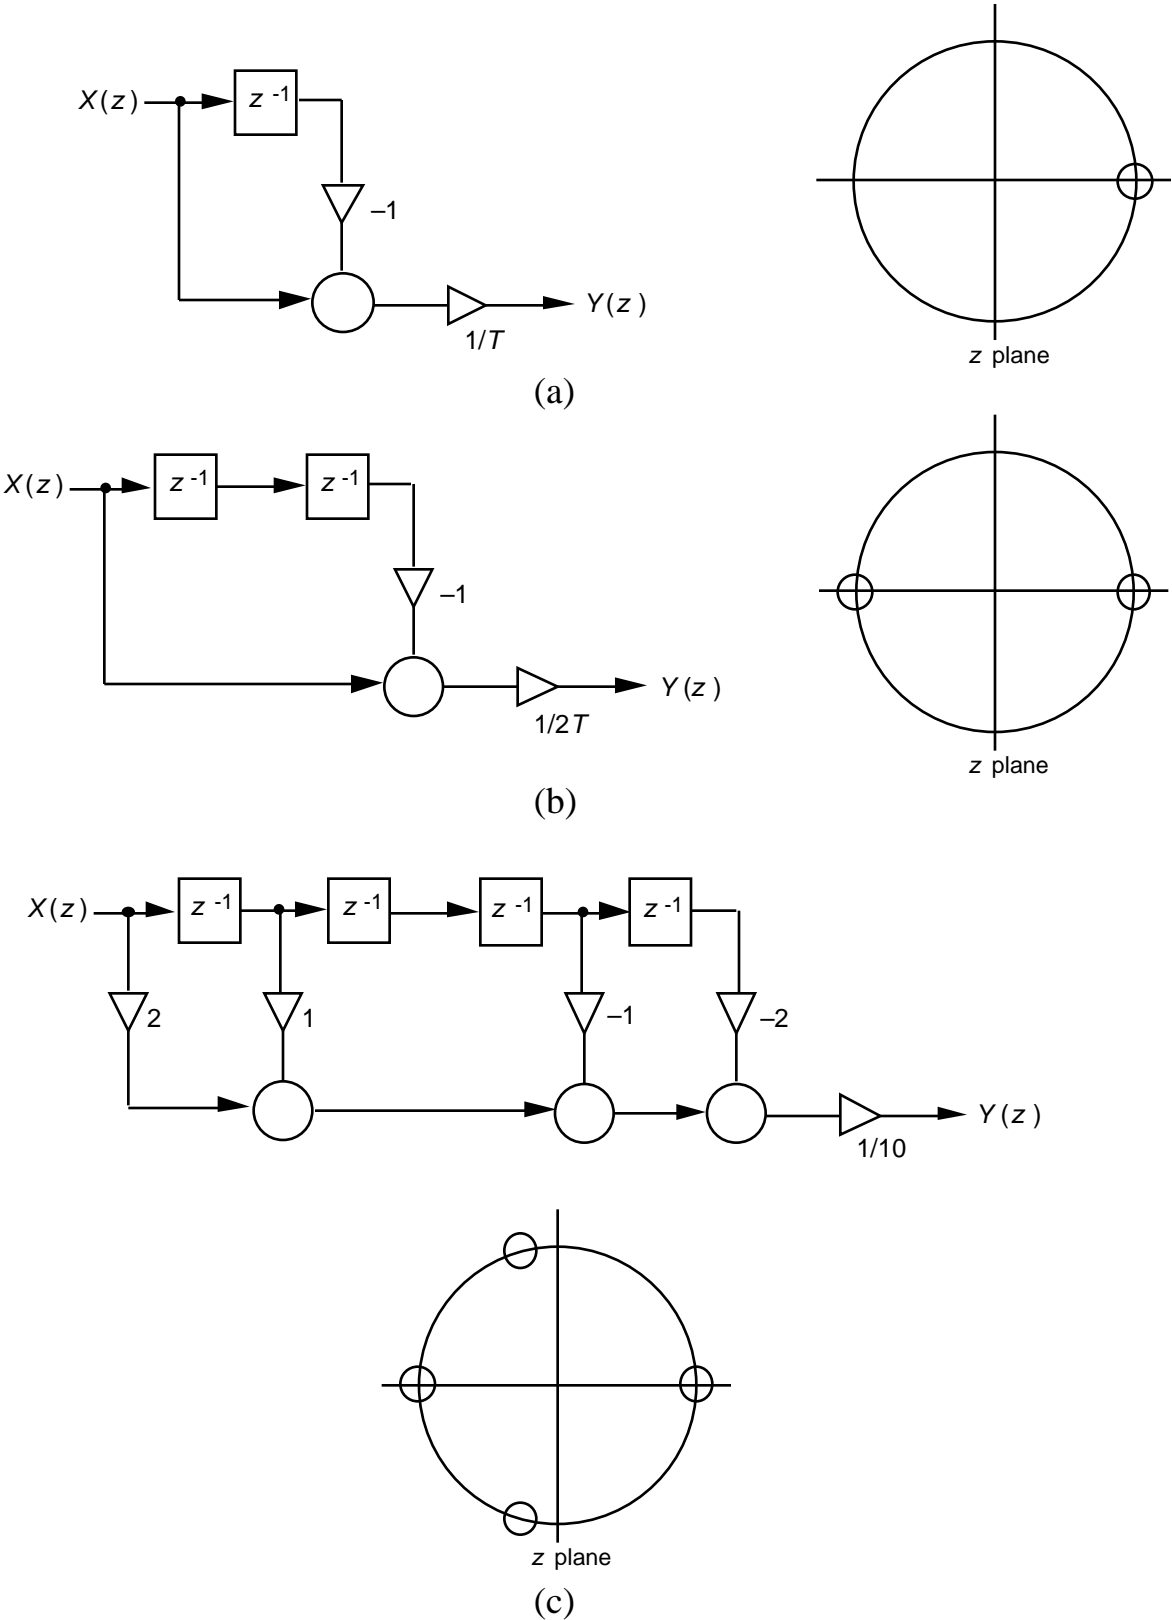 X(z)
z -1
–1
1/T
Y(z)
z plane
(a)
X(z)
z -1
z -1
–1
1/2T
Y(z)
z plane
(b)
X(z)
z -1
z -1
z -1
z -1
2
1
–1
–2
1/10
Y(z)
z plane
(c)